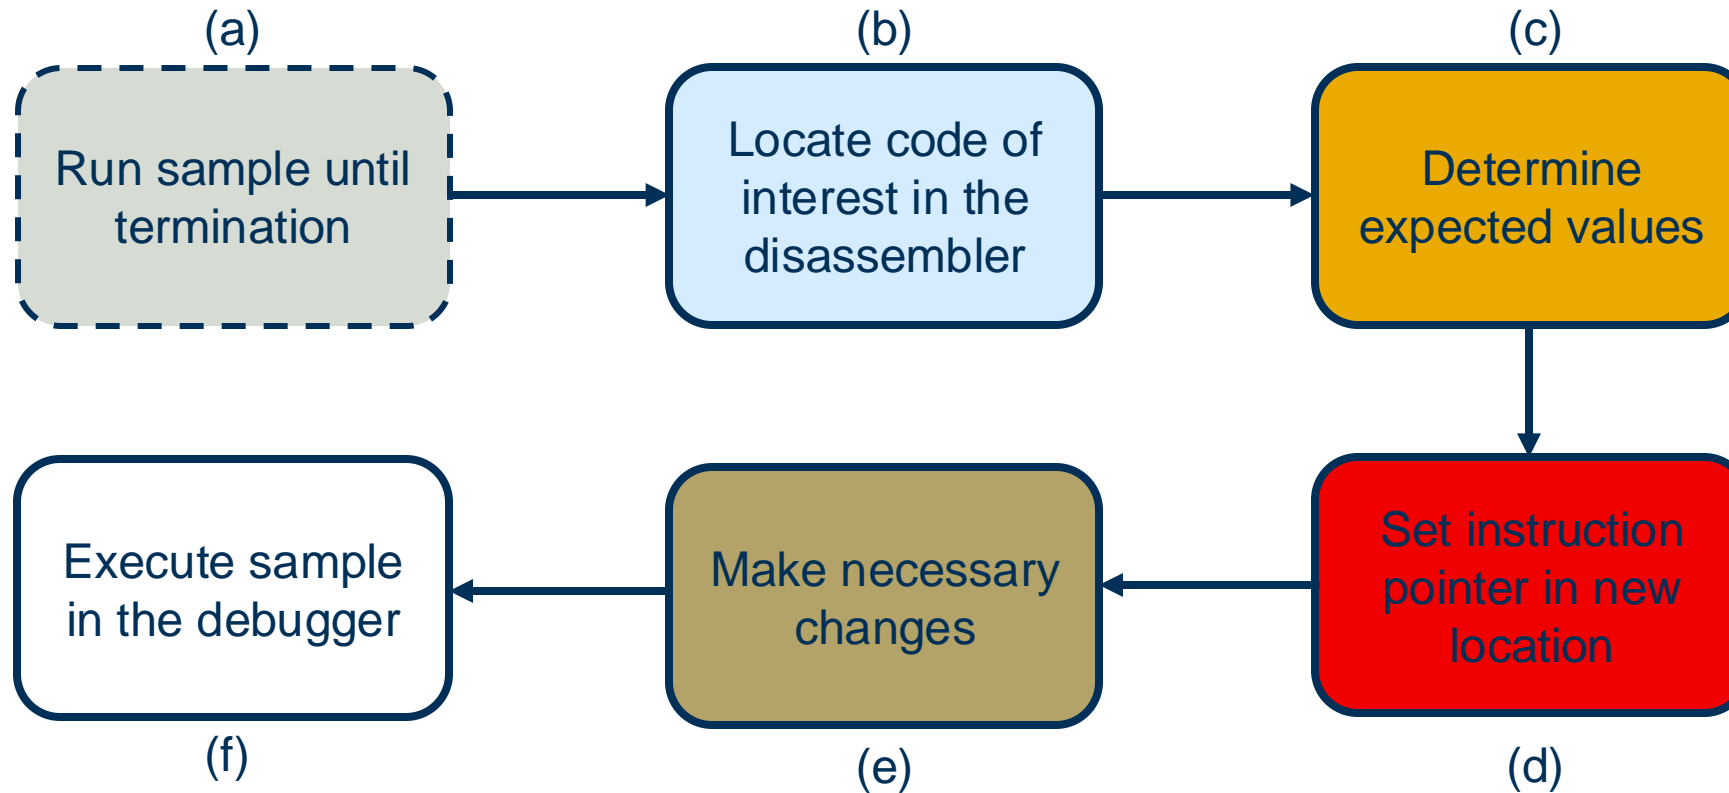 (a)
Run sample until
termination
(b)
Locate code of
interest in the
disassembler
(c)
Determine
expected values
Set instruction
pointer in new
location
(d)
Make necessary
changes
(e)
Execute sample
in the debugger
(f)